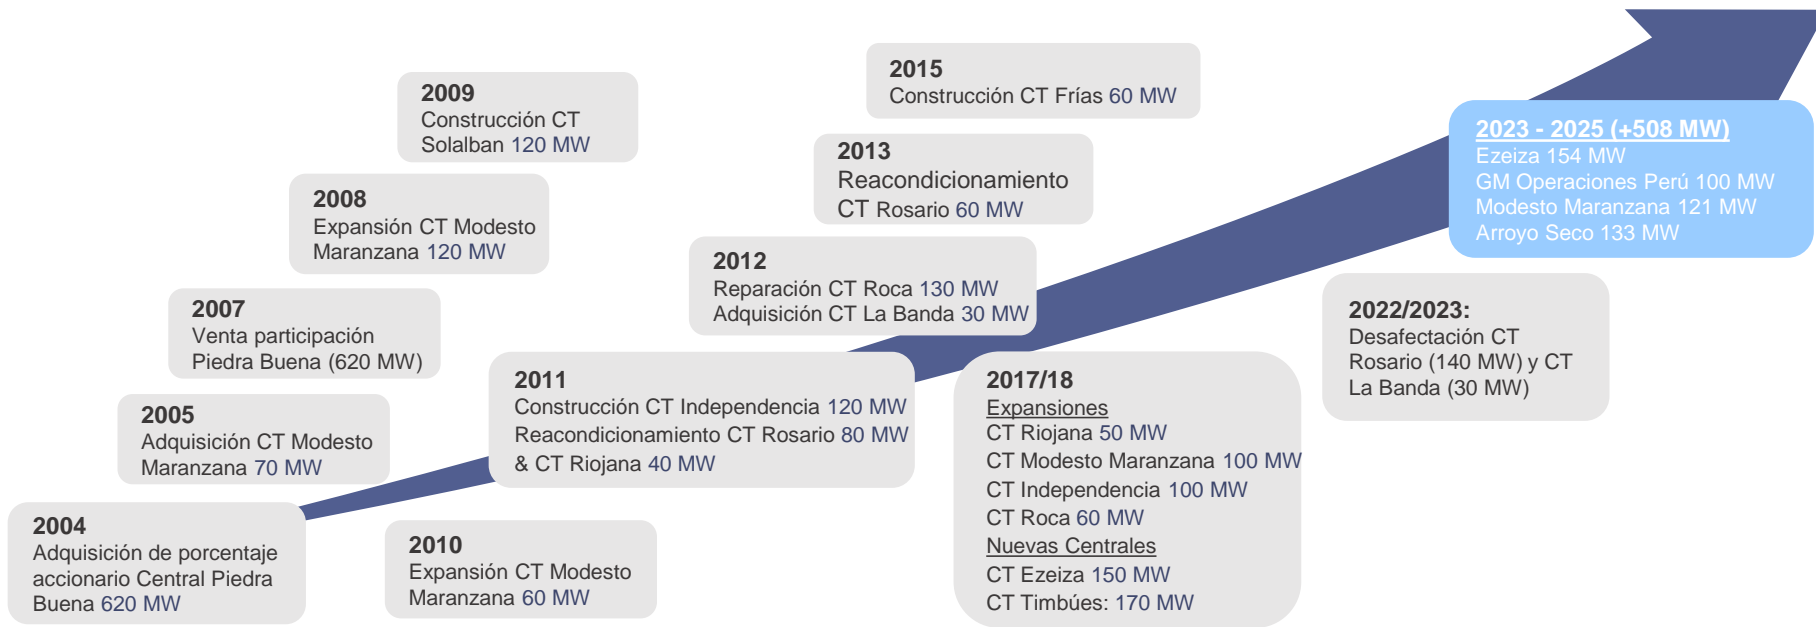 2004
Adquisición de porcentaje
accionario Central Piedra
Buena 620 MW
2005
Adquisición CT Modesto
Maranzana 70 MW
2007
Venta participación
Piedra Buena (620 MW)
2008
Expansión CT Modesto
Maranzana 120 MW
2009
Construcción CT
Solalban 120 MW
2010
Expansión CT Modesto
Maranzana 60 MW
2011
Construcción CT Independencia 120 MW
Reacondicionamiento CT Rosario 80 MW
& CT Riojana 40 MW
2012
Reparación CT Roca 130 MW
Adquisición CT La Banda 30 MW
2013
Reacondicionamiento
CT Rosario 60 MW
2015
Construcción CT Frías 60 MW
2017/18
Expansiones
CT Riojana 50 MW
CT Modesto Maranzana 100 MW
CT Independencia 100 MW
CT Roca 60 MW
Nuevas Centrales
CT Ezeiza 150 MW
CT Timbúes: 170 MW
2022/2023:
Desafectación CT
Rosario (140 MW) y CT
La Banda (30 MW)
2023 - 2025 (+508 MW)
Ezeiza 154 MW
GM Operaciones Perú 100 MW
Modesto Maranzana 121 MW
Arroyo Seco 133 MW